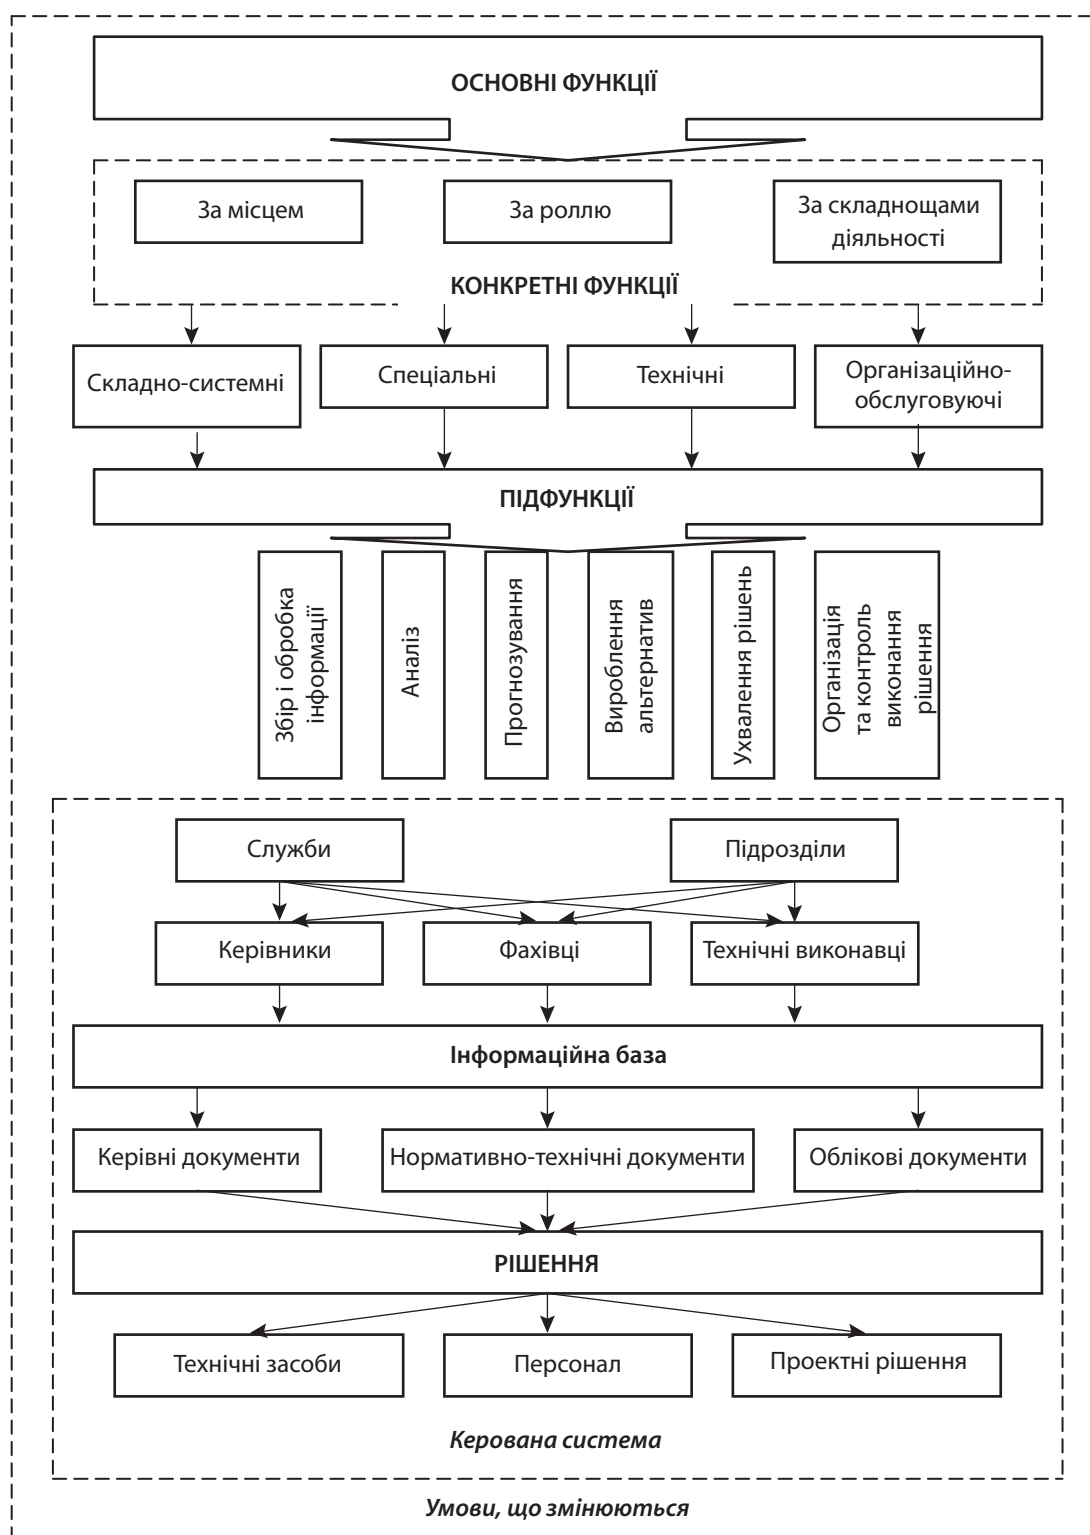 ОСНОВНІ ФУНКЦІЇ
За місцем
За роллю
За складнощами
діяльності
КОНКРЕТНІ ФУНКЦІЇ
Складно-системні
Спеціальні
Технічні
Організаційно-
обслуговуючі
ПІДФУНКЦІЇ
Збір і обробка
інформації
Аналіз
Прогнозування
Вироблення
альтернатив
Ухвалення рішень
Організація
та контроль
виконання
рішення
Служби
Підрозділи
Керівники
Фахівці
Технічні виконавці
Інформаційна база
Керівні документи
Нормативно-технічні документи
Облікові документи
РІШЕННЯ
Технічні засоби
Персонал
Проектні рішення
Керована система
Умови, що змінюються